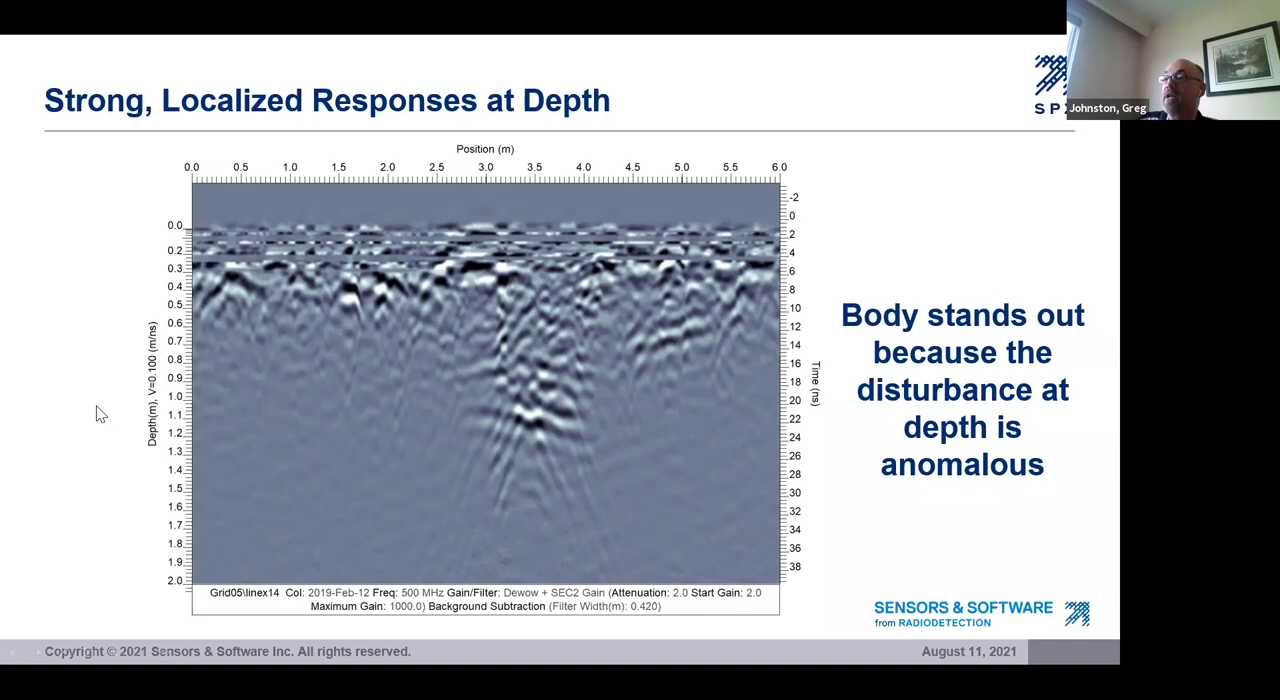 Strong, Localized Responses at Depth
Johnston, Greg
Position (m)
0.0 0.5 1.0 1.5 2.0 2.5 3.0 3.5 4.0 4.5 5.0 5.5 6.0
0.0
0.2
0.3
0.4
0.5
0.6
0.7
0.8
0.9
1.0
1.1
1.2
1.3
1.4
1.5
1.6
1.7
1.8
1.9
2.0
Depth(m), V=0.100 (m/ns)
-2
0
2
4
6
8
10
12
14
16
18
20
22
24
26
28
30
32
34
36
38
Time (ns)
Body stands out
because the
disturbance at
depth is
anomalous
Grid05\linex14 Col: 2019-Feb-12 Freq: 500 MHz Gain/Filter: Dewow + SEC2 Gain (Attenuation: 2.0 Start Gain: 2.0
Maximum Gain: 1000.0) Background Subtraction (Filter Width(m): 0.420)
SENSORS & SOFTWARE
from RADIODETECTION
Copyright © 2021 Sensors & Software Inc. All rights reserved.
August 11, 2021